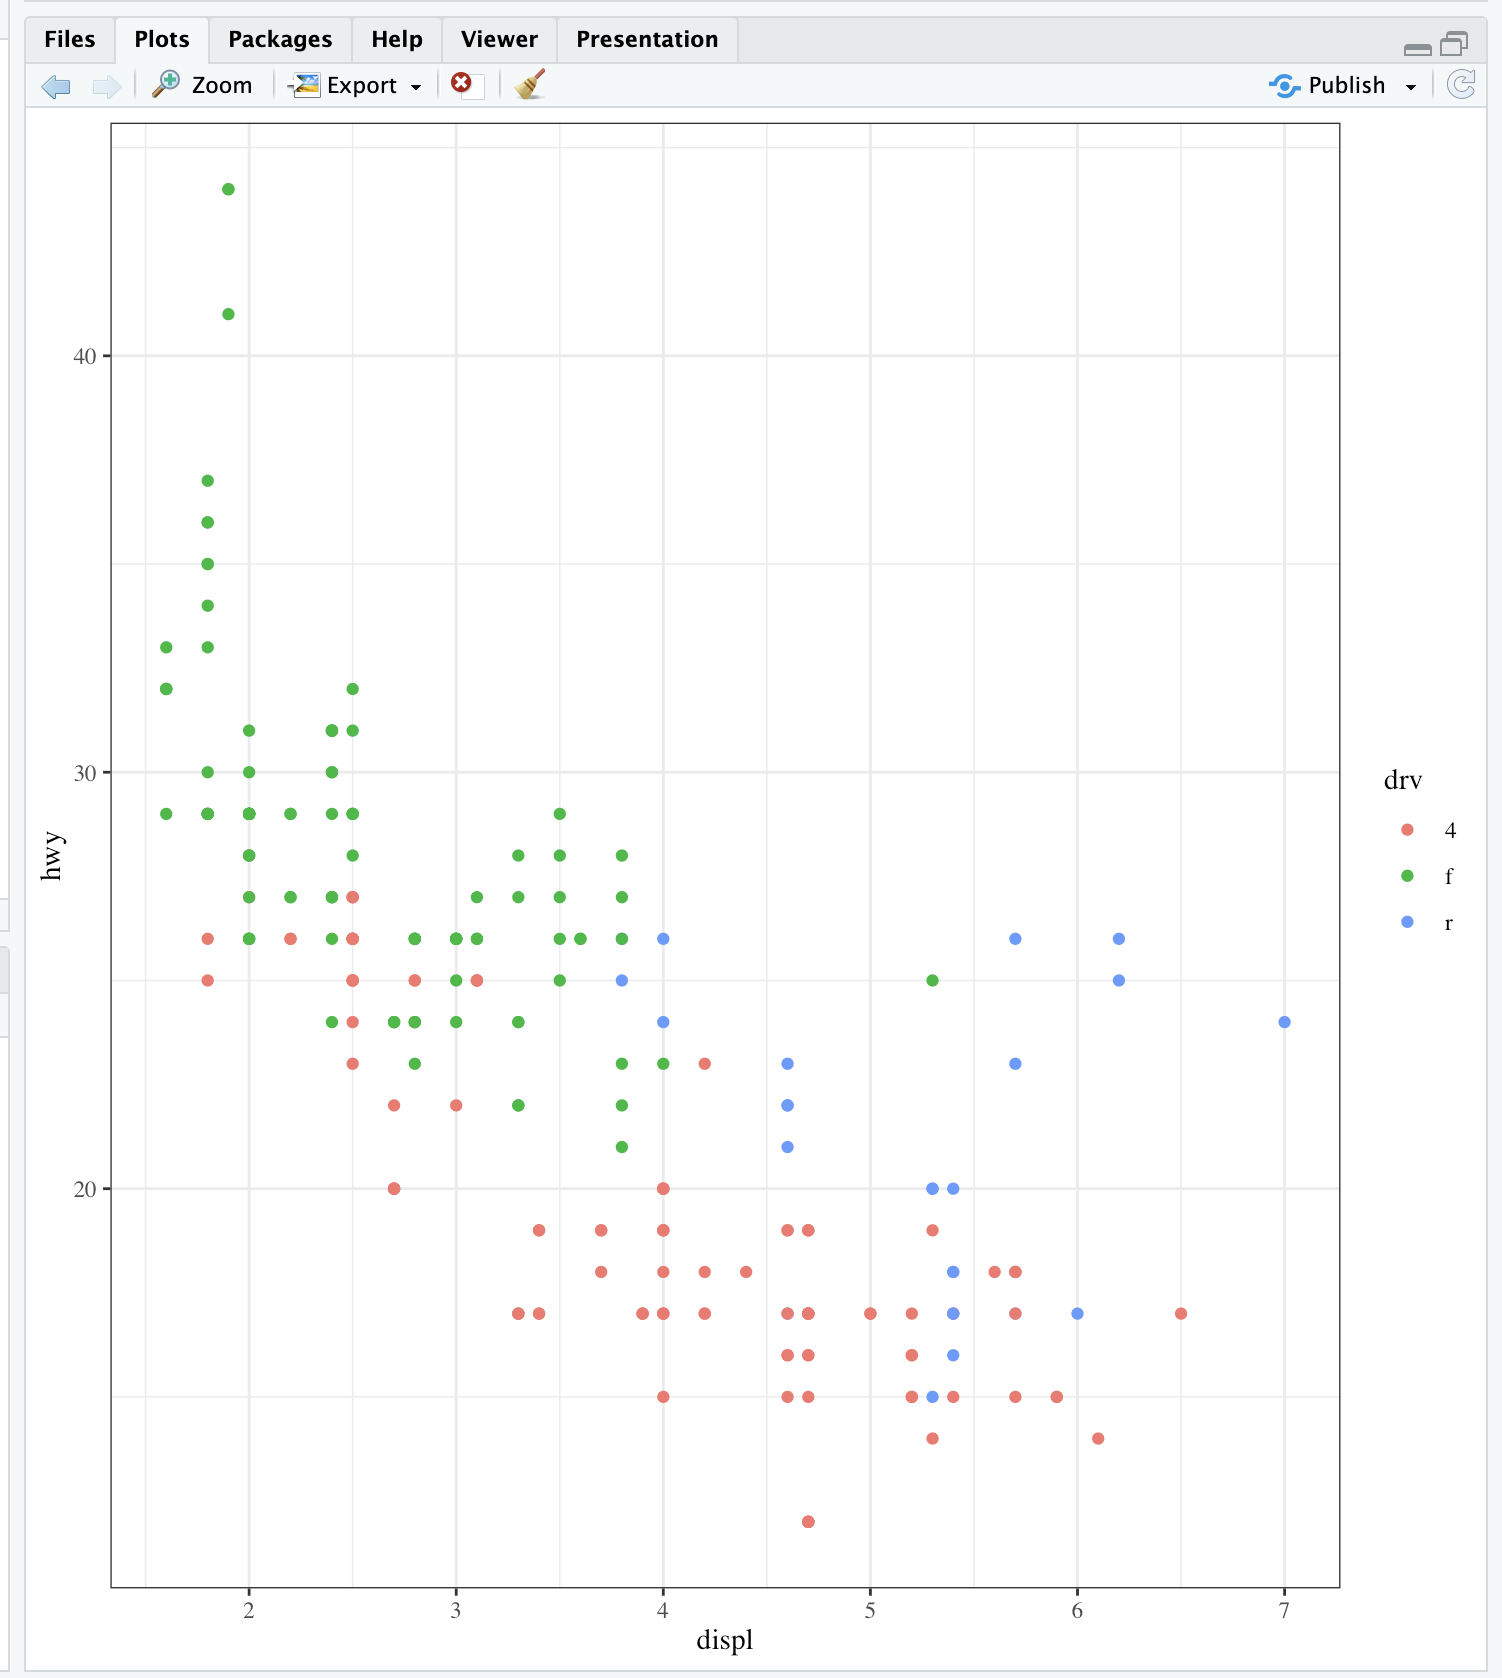 Files Plots Packages Help Viewer Presentation
Zoom Export Publish
40
30
20
hwy
2 3 4 5 6 7
displ
drv
4
f
r